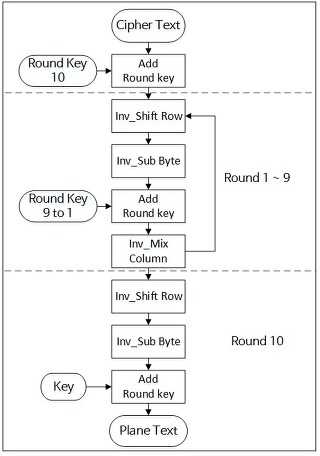 Cipher Text
Round Key
10
Add
Round key
Inv_Shift Row
Inv_Sub Byte
Round 1 ~ 9
Round Key
9 to 1
Add
Round key
Inv_Mix
Column
Inv_Shift Row
Inv_Sub Byte
Round 10
Key
Add
Round key
Plane Text